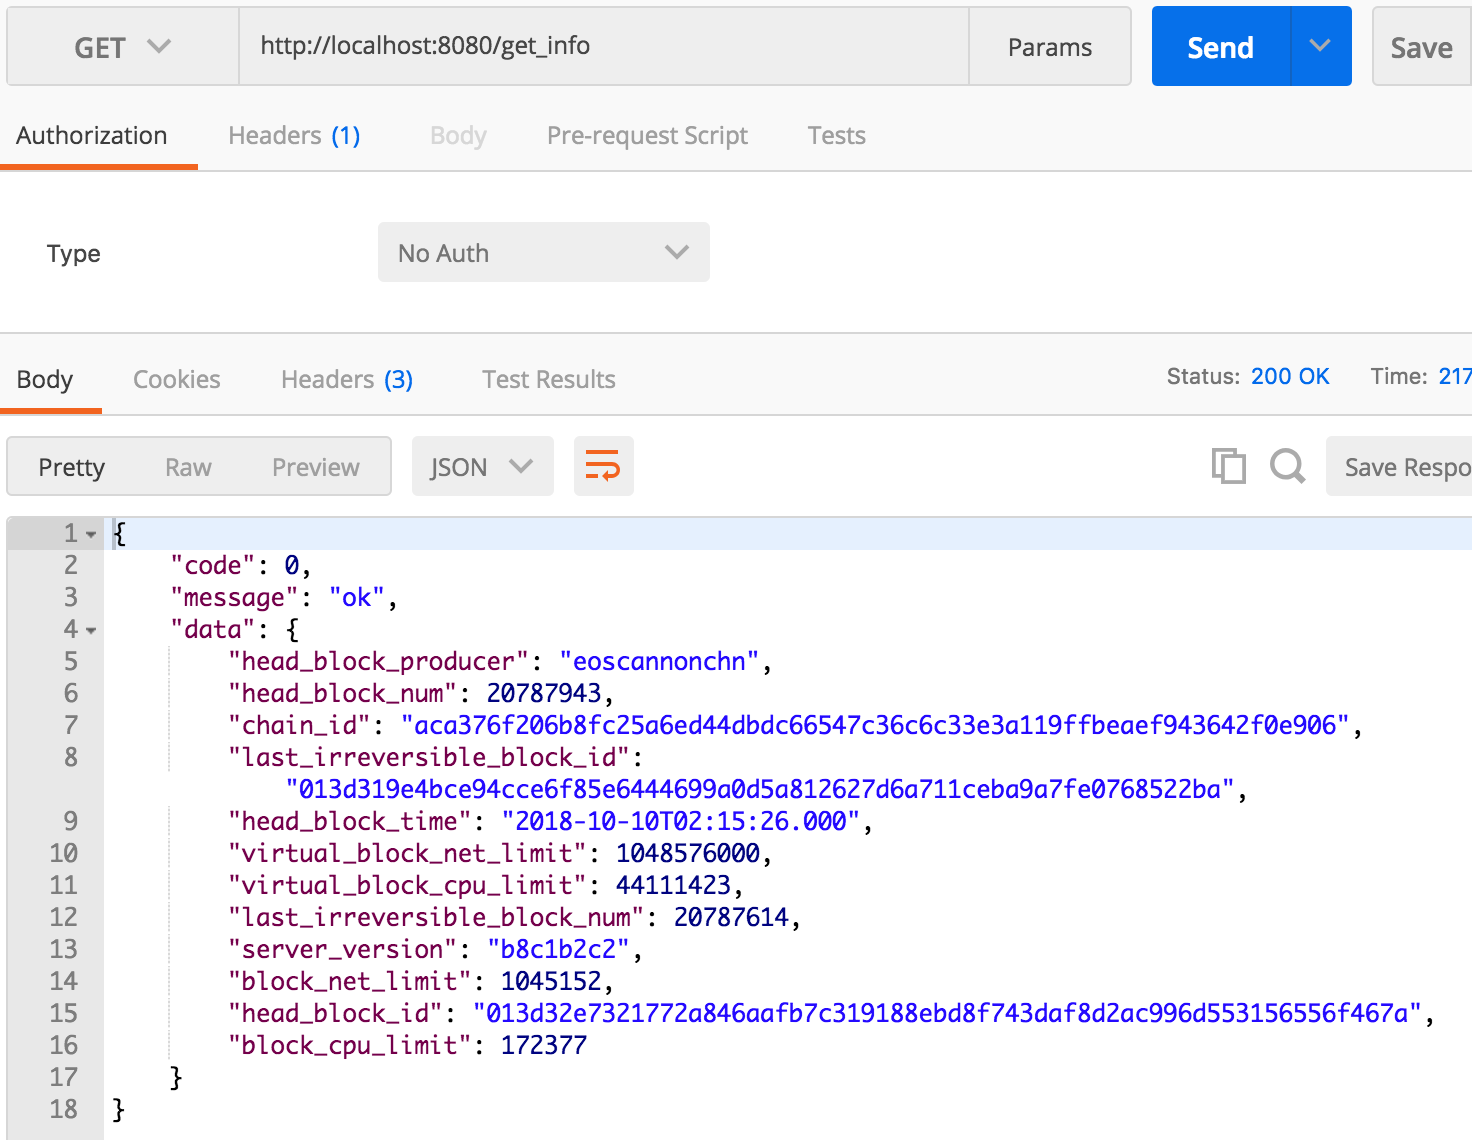 GET http://localhost:8080/get_info Params Send Save
Authorization Headers (1) Body Pre-request Script Tests
Type No Auth
Body Cookies Headers (3) Test Results Status: 200 OK Time: 217
Pretty Raw Preview JSON Save Respo
1 {
2 "code": 0,
3 "message": "ok",
4 "data": {
5 "head_block_producer": "eoscannonchn",
6 "head_block_num": 20787943,
7 "chain_id": "aca376f206b8fc25a6ed44dbdc66547c36c6c33e3a119ffbeaef943642f0e906",
8 "last_irreversible_block_id":
"013d319e4bce94cce6f85e6444699a0d5a812627d6a711ceba9a7fe0768522ba",
9 "head_block_time": "2018-10-10T02:15:26.000",
10 "virtual_block_net_limit": 1048576000,
11 "virtual_block_cpu_limit": 44111423,
12 "last_irreversible_block_num": 20787614,
13 "server_version": "b8c1b2c2",
14 "block_net_limit": 1045152,
15 "head_block_id": "013d32e7321772a846aafb7c319188ebd8f743daf8d2ac996d553156556f467a",
16 "block_cpu_limit": 172377
17 }
18 }